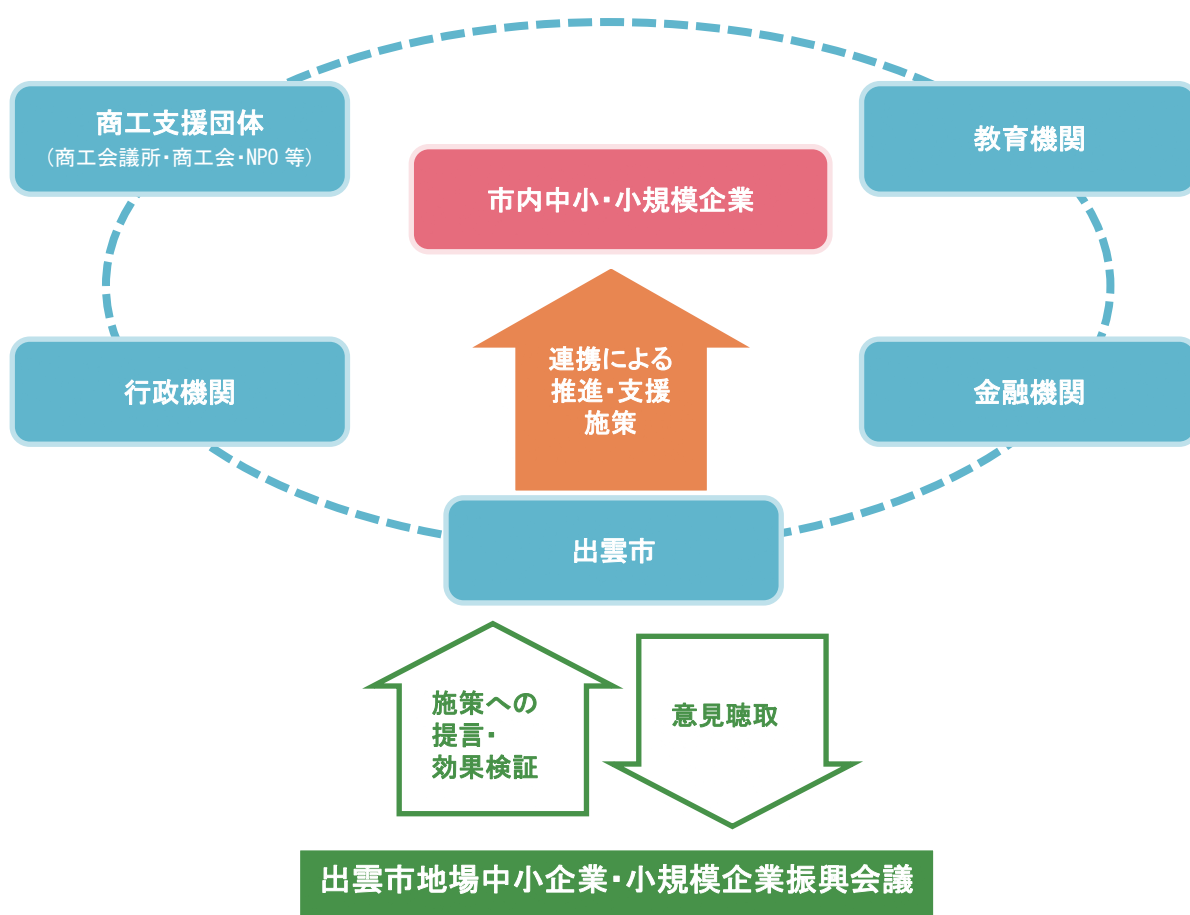 商工支援団体
（商工会議所・商工会・NPO 等）
教育機関
市内中小・小規模企業
連携による
推進・支援
施策
行政機関
金融機関
出雲市
施策への
提言・
効果検証
意見聴取
出雲市地場中小企業・小規模企業振興会議